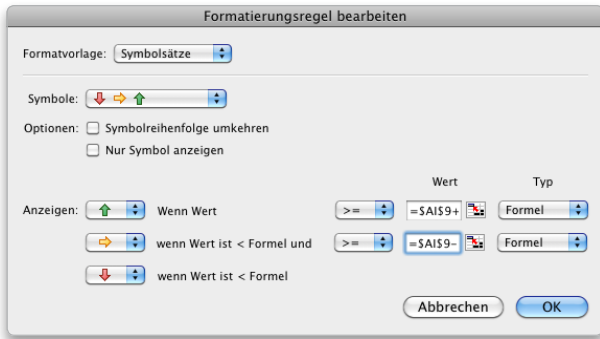 Formatierungsregel bearbeiten
Formatvorlage: Symbolsätze
Symbole:
Optionen: Symbolreihenfolge umkehren
Nur Symbol anzeigen
Wert Typ
Anzeigen: Wenn Wert >= =$AI$9+ Formel
wenn Wert ist < Formel und >= =$AI$9- Formel
wenn Wert ist < Formel
Abbrechen OK